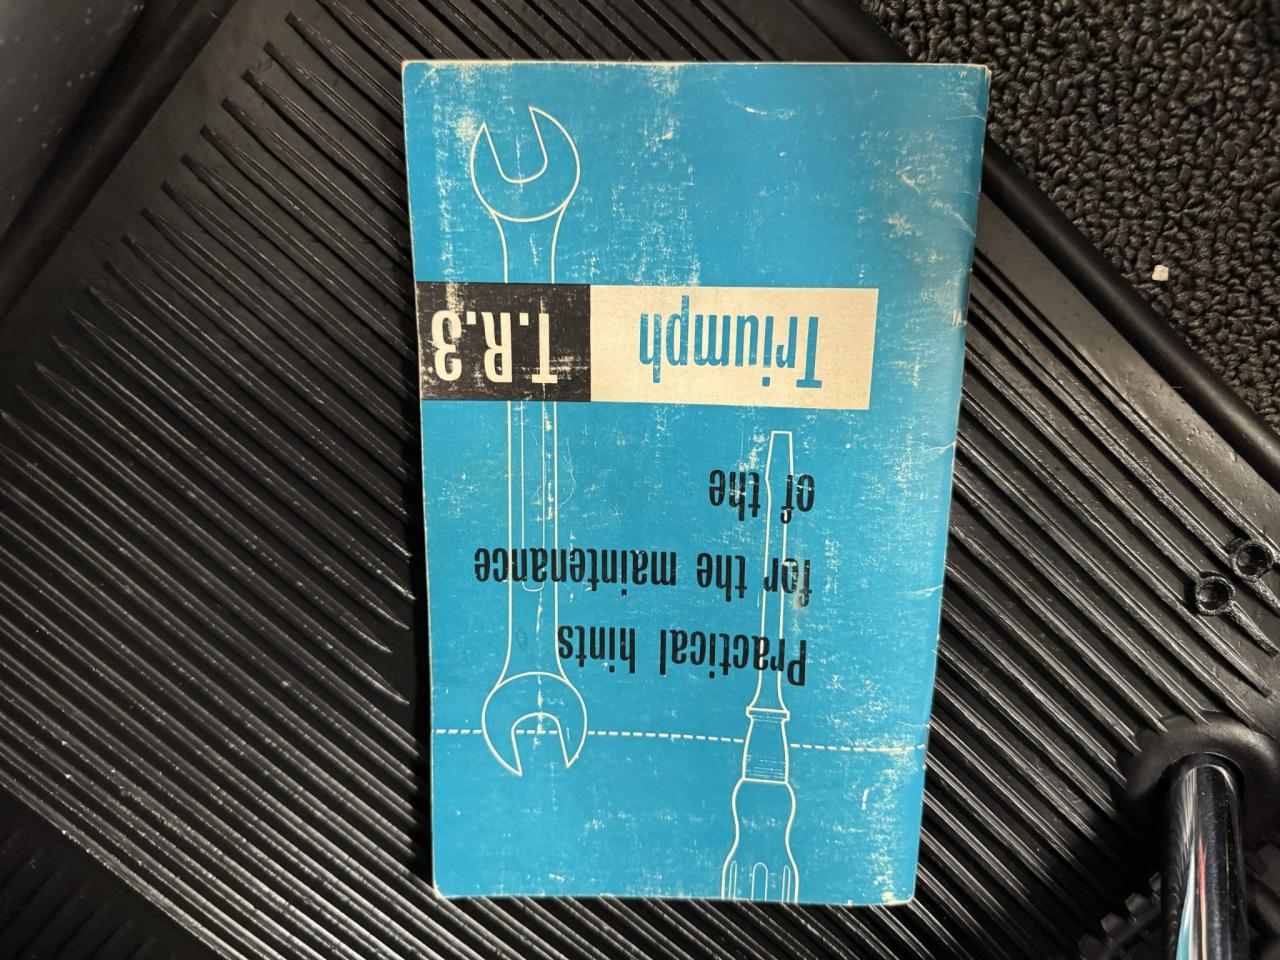 Practical hints
for the maintenance
of the
Triumph T.R.3